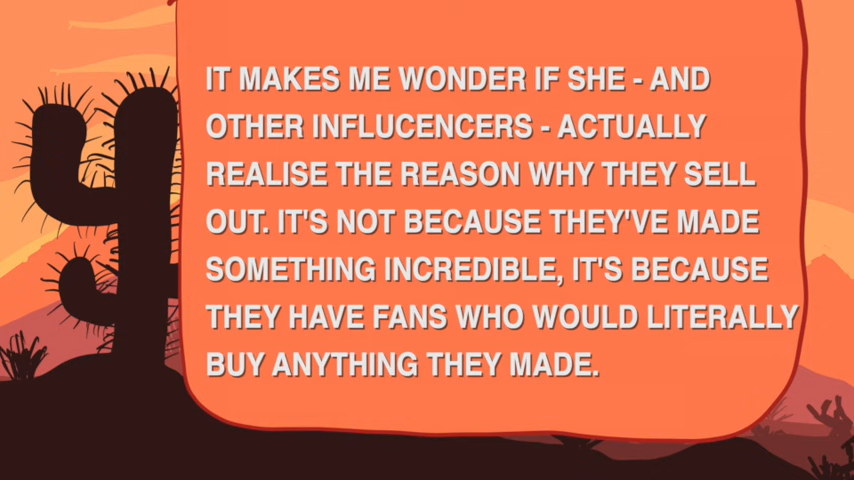 IT MAKES ME WONDER IF SHE - AND
OTHER INFLUCENCERS - ACTUALLY
REALISE THE REASON WHY THEY SELL
OUT. IT'S NOT BECAUSE THEY'VE MADE
SOMETHING INCREDIBLE, IT'S BECAUSE
THEY HAVE FANS WHO WOULD LITERALLY
BUY ANYTHING THEY MADE.